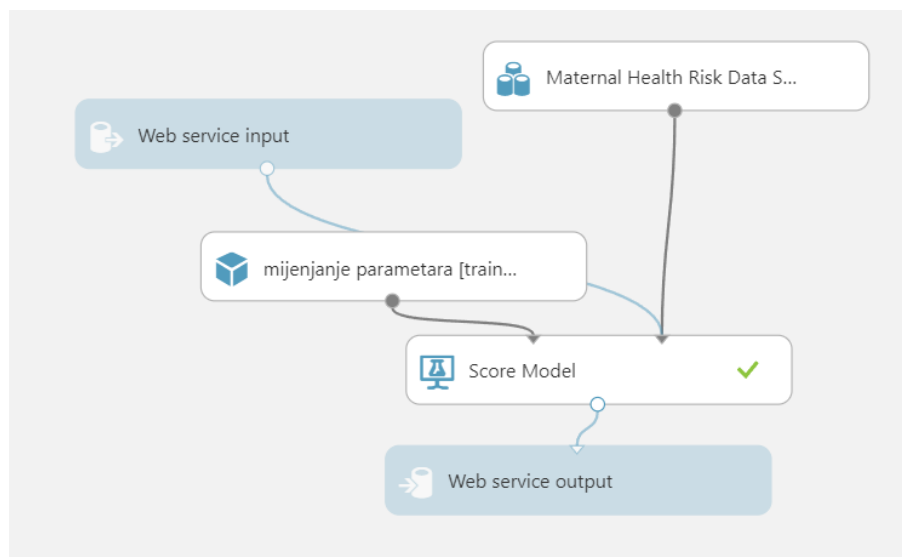 Maternal Health Risk Data S...
Web service input
mijenjanje parametara [train...
Score Model
Web service output